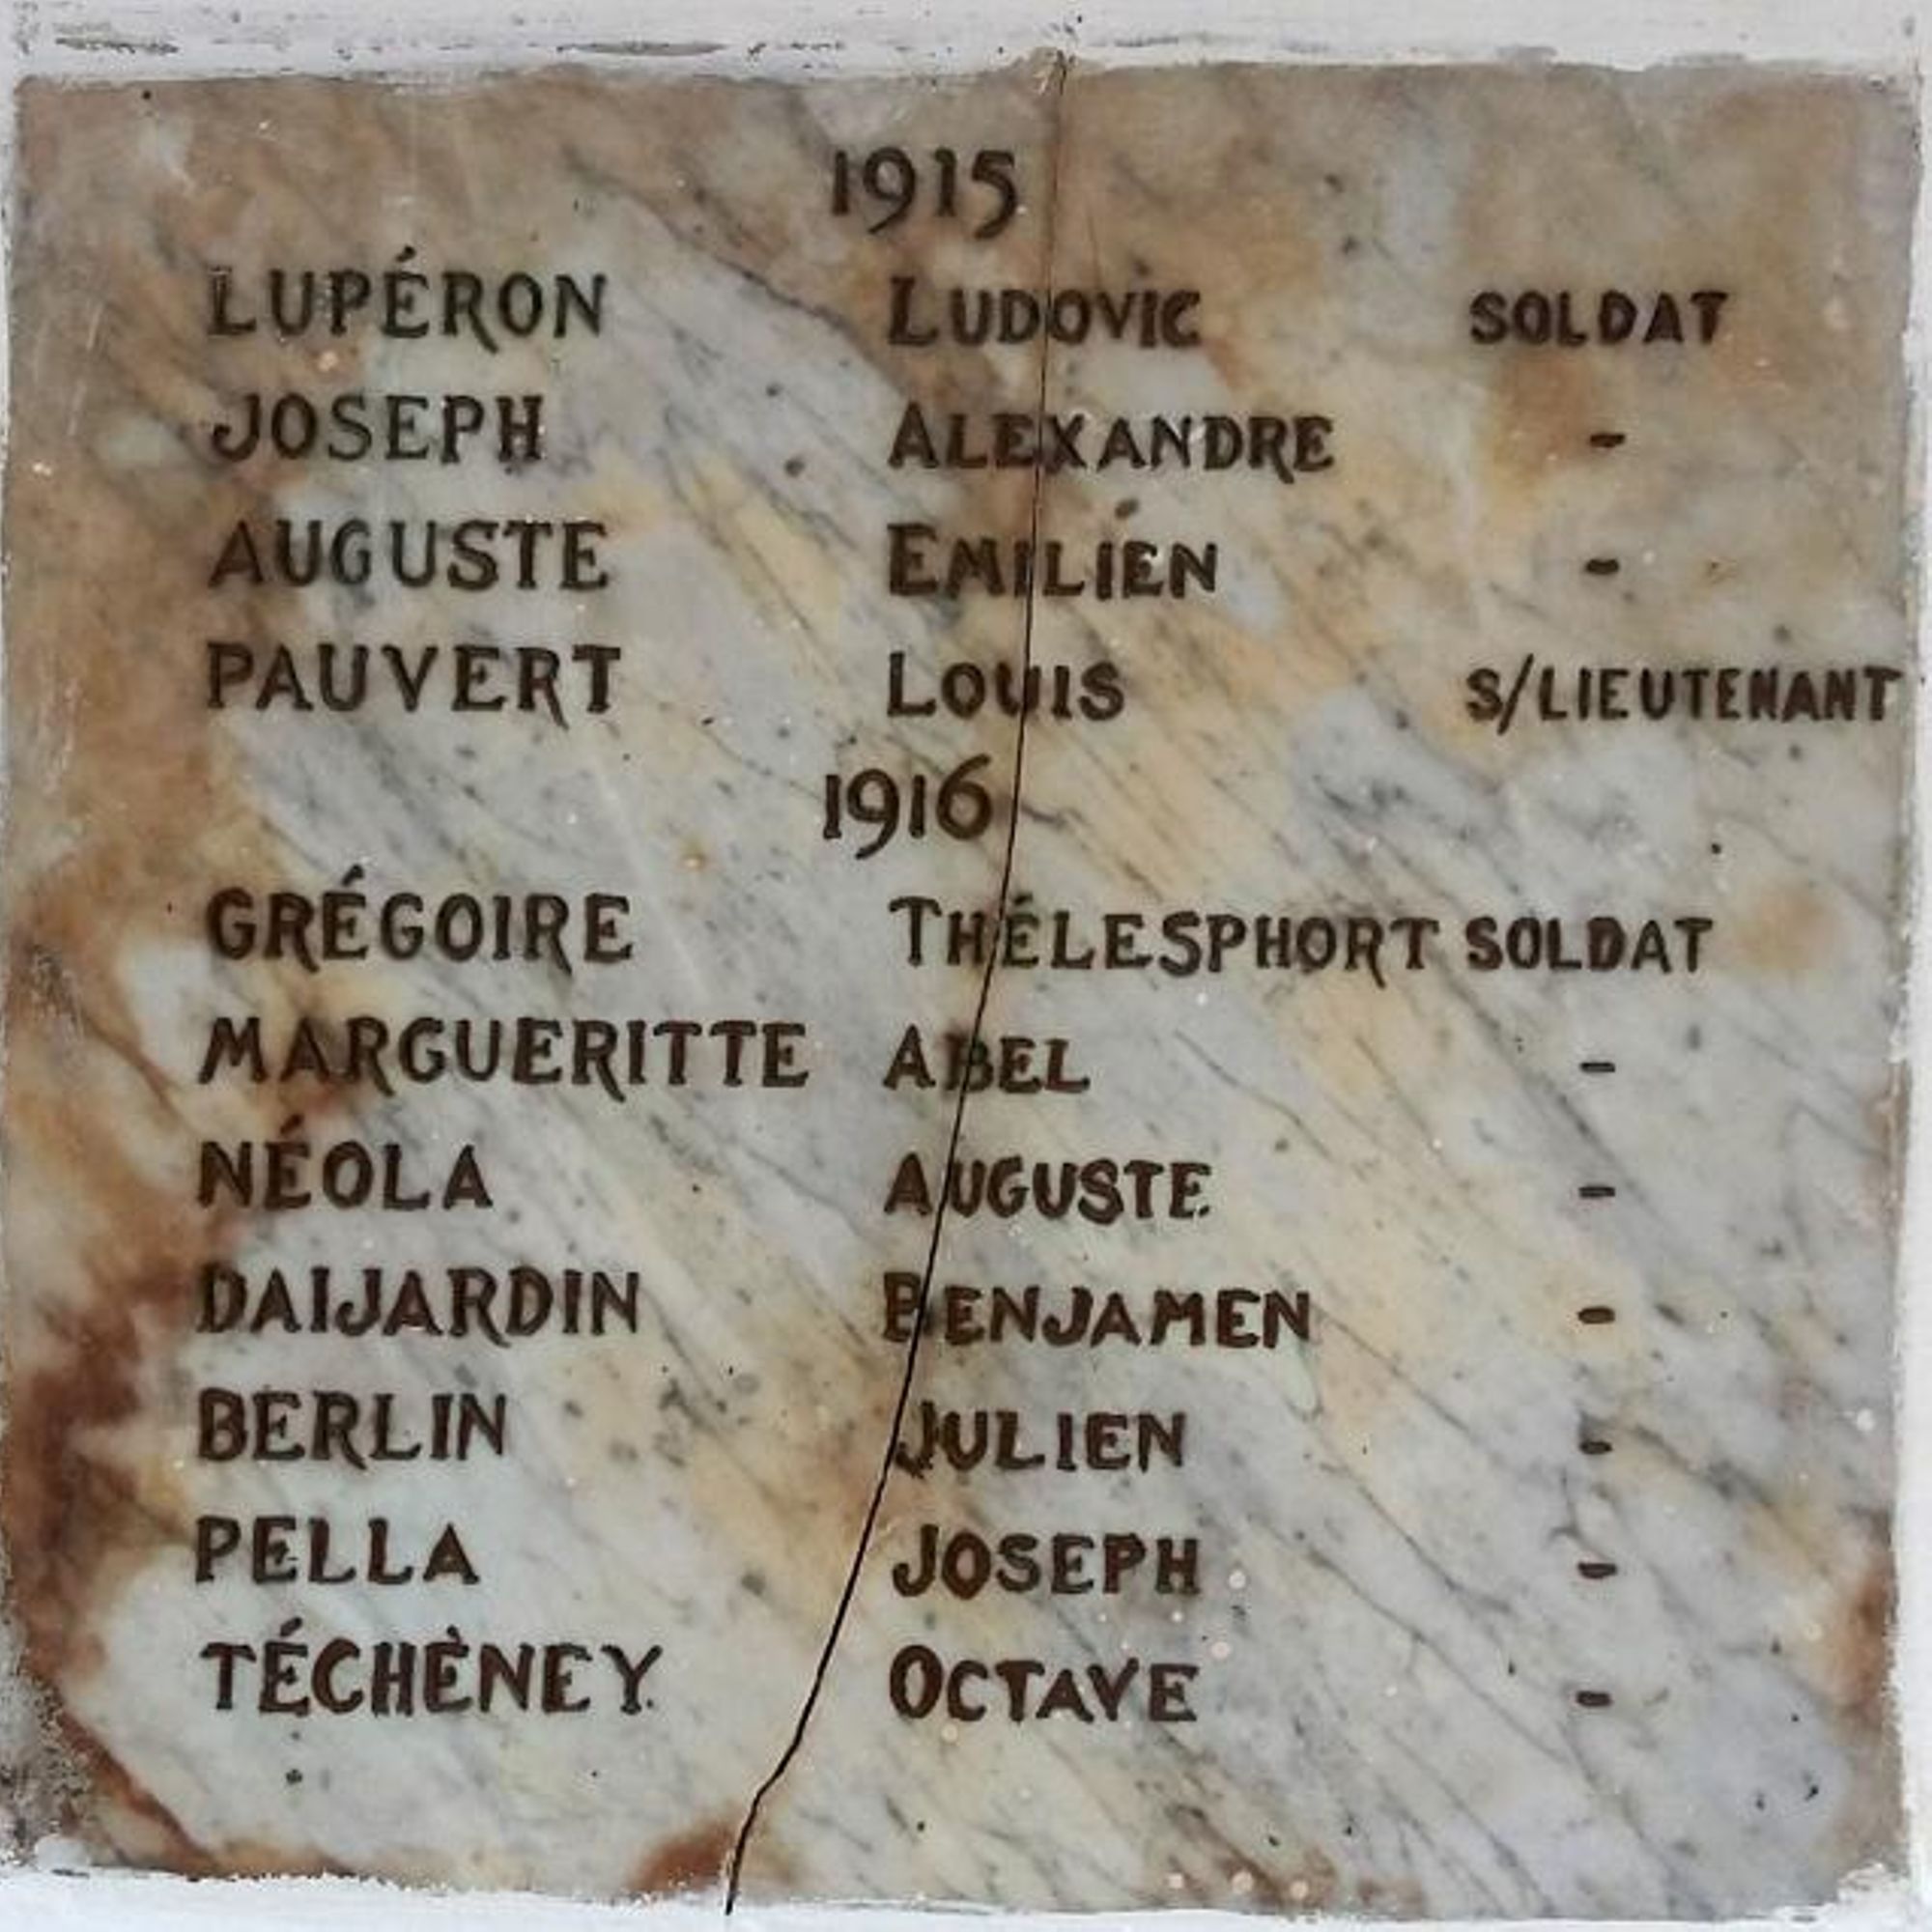 1915
LUPÉRON LUDOVIC SOLDAT
JOSEPH ALEXANDRE -
AUGUSTE EMILIÉN -
PAUVERT LOUIS S/LIEUTENANT
1916
GRÉGOIRE THÉLESPHORT SOLDAT
MARGUERITTE ABEL -
NÉOLA AUGUSTE -
DAIJARDIN BENJAMEN -
BERLIN JULIEN -
PELLA JOSEPH -
TÉCHÈNEY OCTAVE -